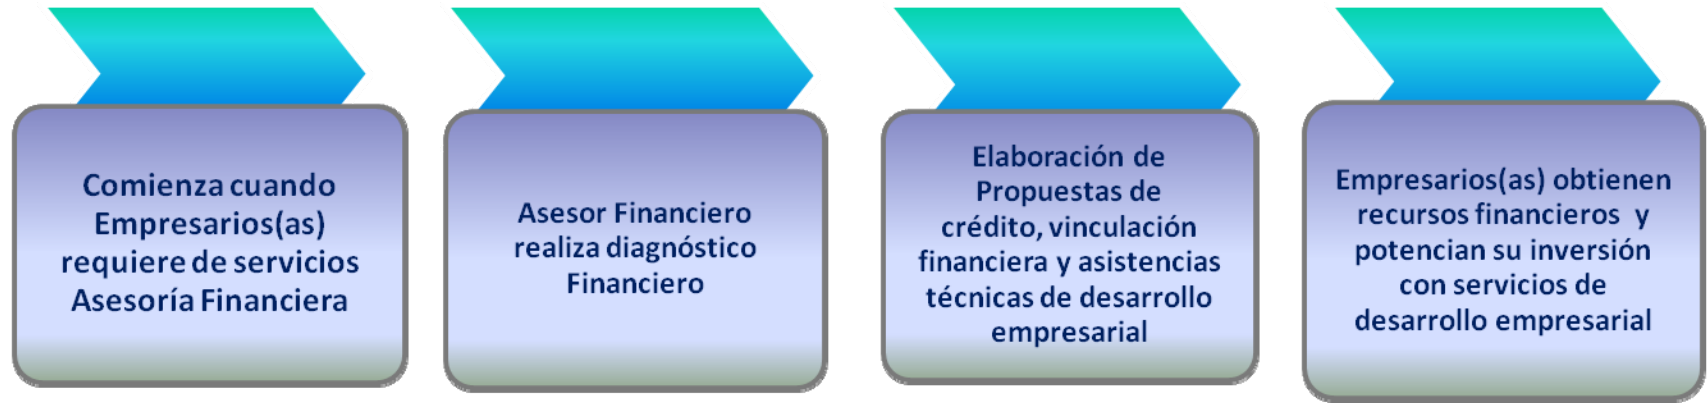 Comienza cuando
Empresarios(as)
requiere de servicios
Asesoría Financiera
Asesor Financiero
realiza diagnóstico
Financiero
Elaboración de
Propuestas de
crédito, vinculación
financiera y asistencias
técnicas de desarrollo
empresarial
Empresarios(as) obtienen
recursos financieros y
potencian su inversión
con servicios de
desarrollo empresarial